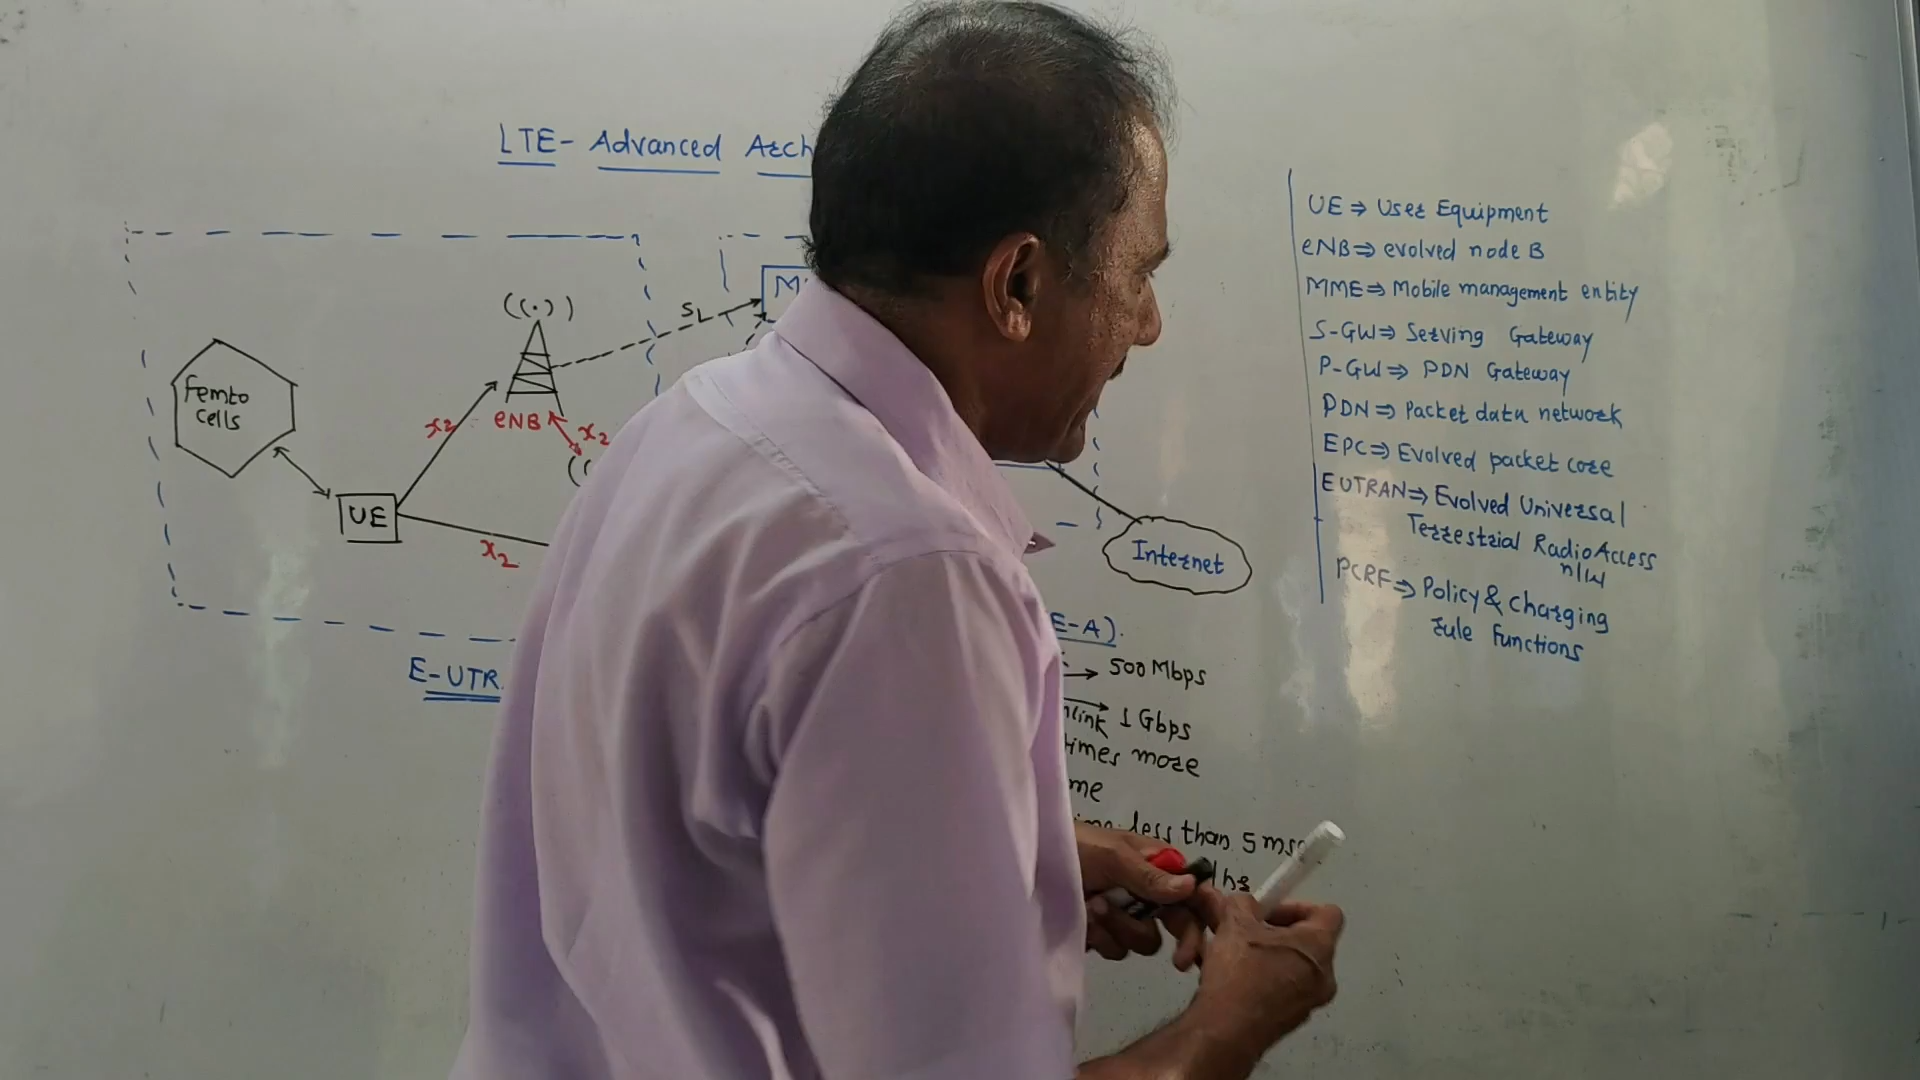 LTE- Advanced Arch
Femto
cells
UE
((·))
eNB
x2
x2
x2
S1
M
Internet
E-UTR
E-A).
500 Mbps
nlink 1 Gbps
times more
me
less than 5 ms
UE ⇒ User Equipment
eNB ⇒ evolved node B
MME ⇒ Mobile management entity
S-GW ⇒ Serving Gateway
P-GW ⇒ PDN Gateway
PDN ⇒ Packet data network
EPC ⇒ Evolved packet core
EUTRAN ⇒ Evolved Universal
Terrestrial Radio Access
n/w
PCRF ⇒ Policy & charging
rule Functions